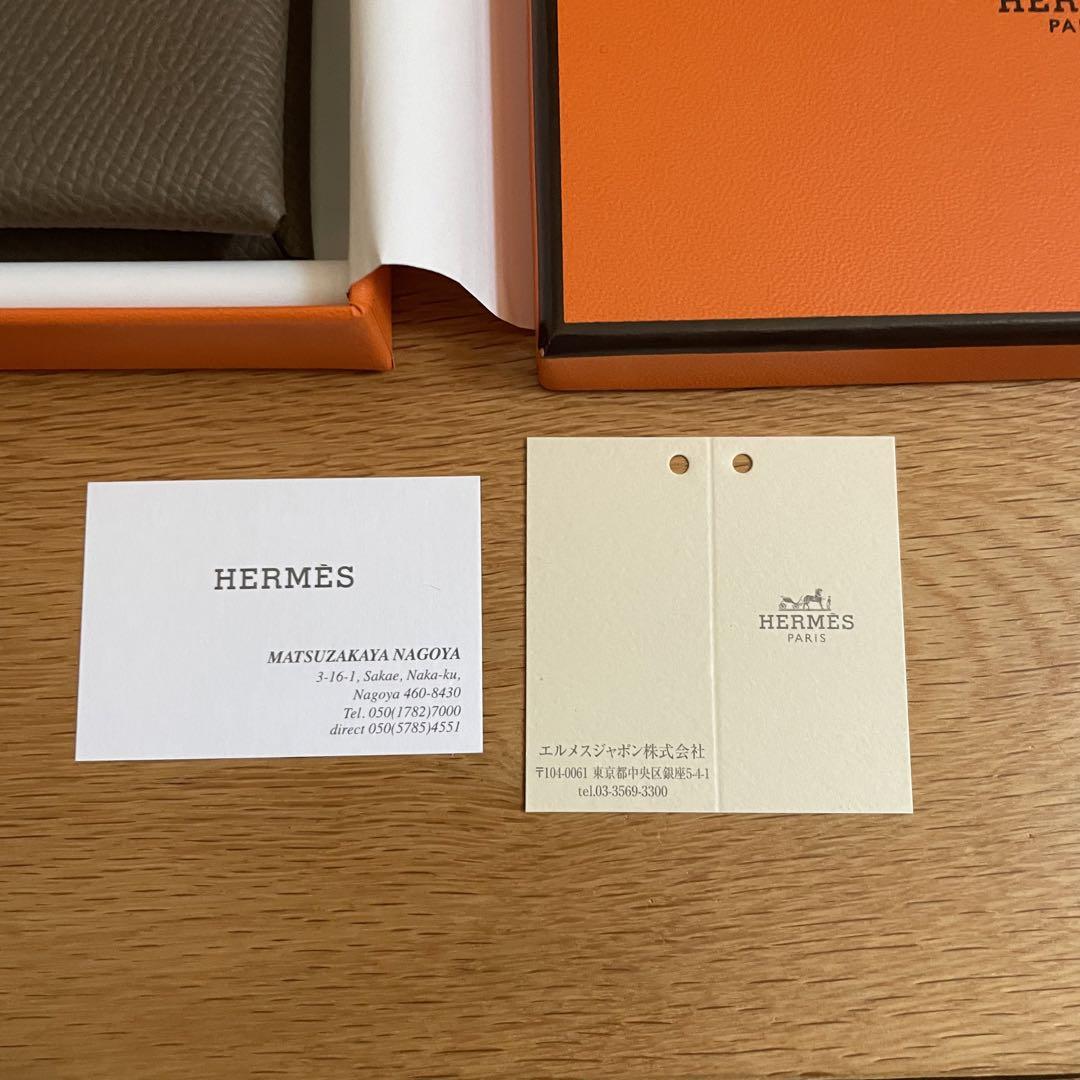 HERMÈS
MATSUZAKAYA NAGOYA
3-16-1, Sakae, Naka-ku,
Nagoya 460-8430
Tel. 050(1782)7000
direct 050(5785)4551
HERMÈS
PARIS
エルメスジャポン株式会社
〒104-0061 東京都中央区銀座5-4-1
tel.03-3569-3300